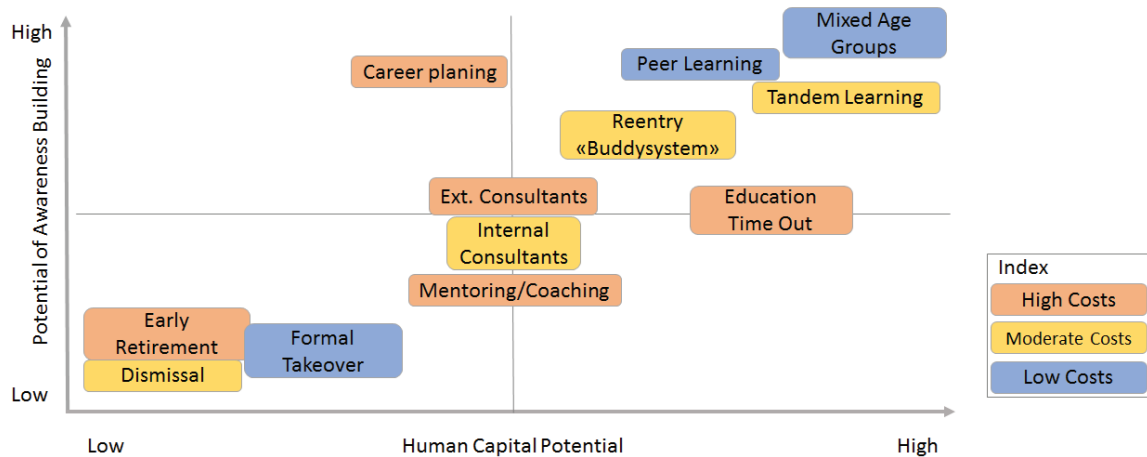 High
Potential of Awareness Building
Low
Mixed Age
Groups
Peer Learning
Career planing
Tandem Learning
Reentry
«Buddysystem»
Ext. Consultants
Education
Time Out
Internal
Consultants
Mentoring/Coaching
Early
Retirement
Formal
Takeover
Dismissal
Low
Human Capital Potential
High
Index
High Costs
Moderate Costs
Low Costs